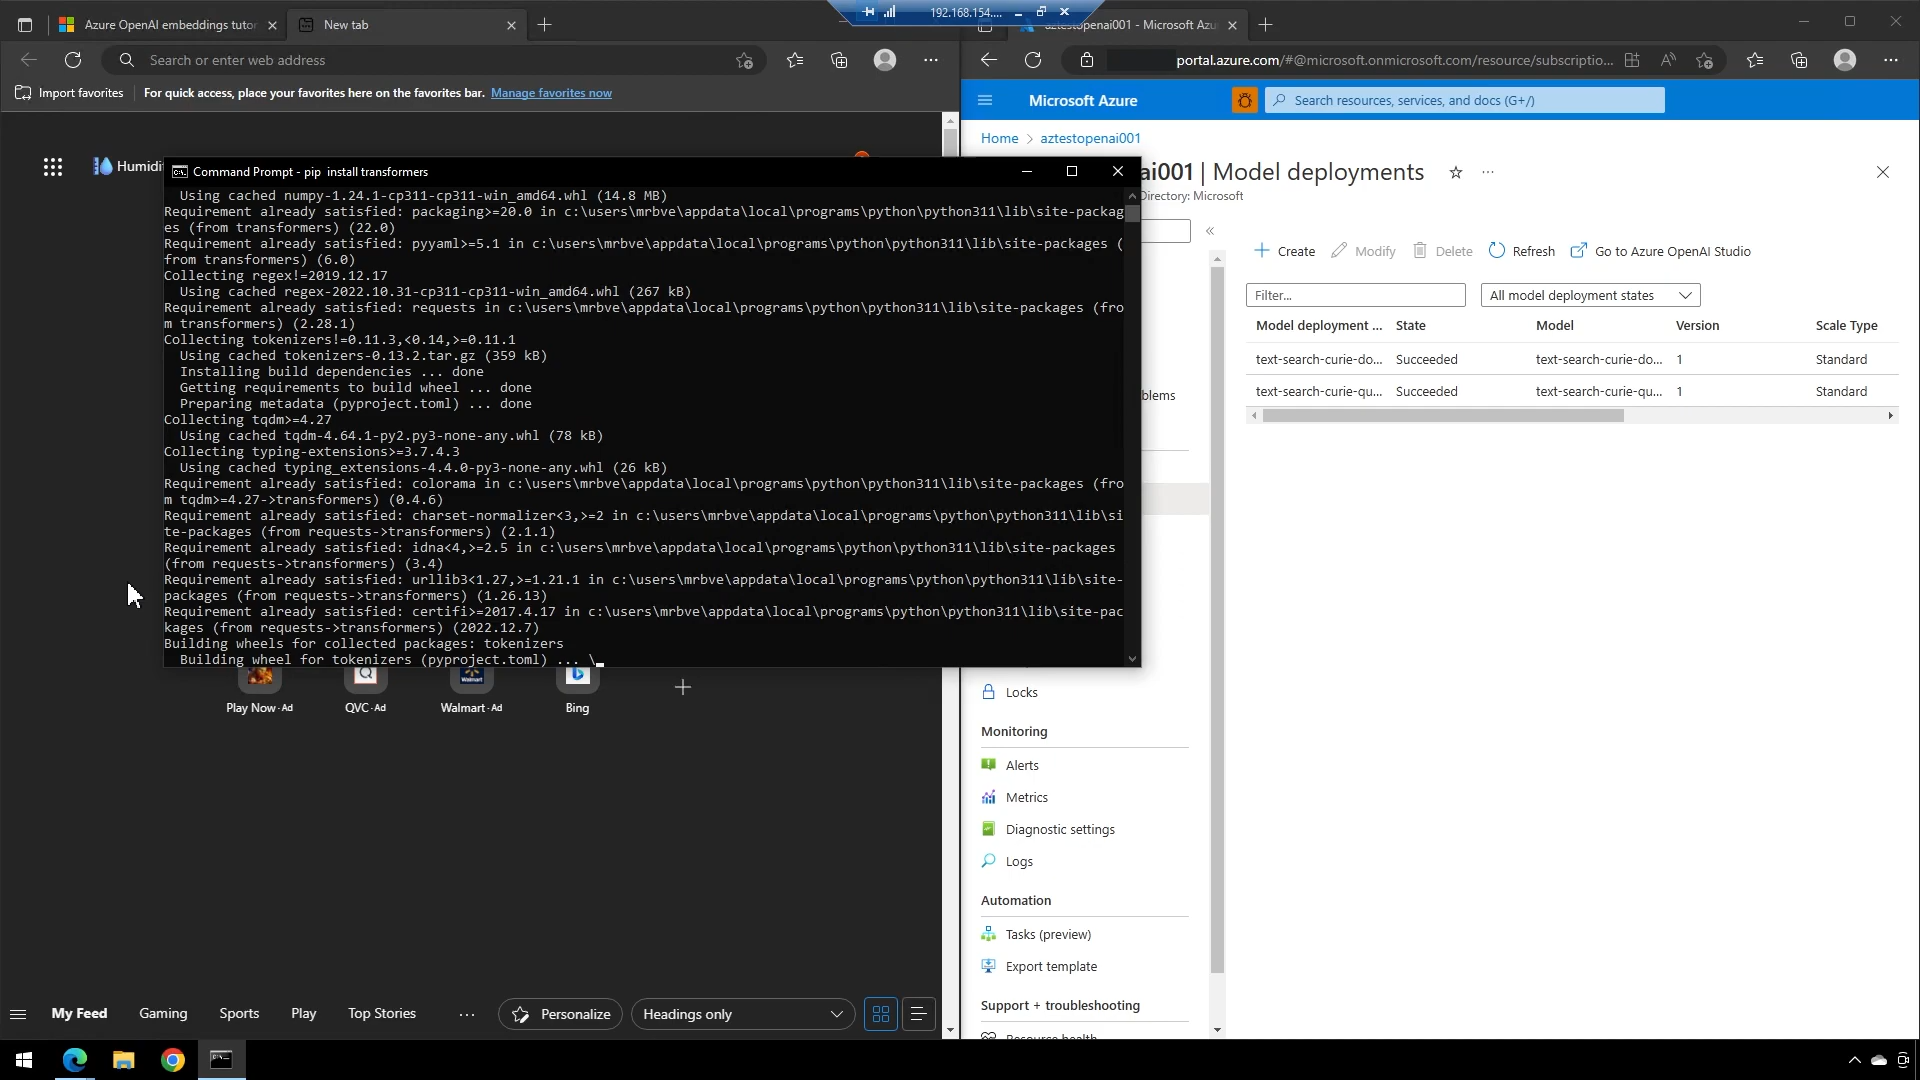 Azure OpenAI embeddings tutor
New tab
192.168.154....
aztestopenai001 - Microsoft Azu
Search or enter web address
portal.azure.com/#@microsoft.onmicrosoft.com/resource/subscriptio...
Import favorites
For quick access, place your favorites here on the favorites bar. Manage favorites now
Microsoft Azure
Search resources, services, and docs (G+/)
Home > aztestopenai001
Humidi
Command Prompt - pip  install transformers
ai001 | Model deployments
Directory: Microsoft
Using cached numpy-1.24.1-cp311-cp311-win_amd64.whl (14.8 MB)
Requirement already satisfied: packaging>=20.0 in c:\users\mrbve\appdata\local\programs\python\python311\lib\site-packag
es (from transformers) (22.0)
Requirement already satisfied: pyyaml>=5.1 in c:\users\mrbve\appdata\local\programs\python\python311\lib\site-packages (
from transformers) (6.0)
Collecting regex!=2019.12.17
Using cached regex-2022.10.31-cp311-cp311-win_amd64.whl (267 kB)
Requirement already satisfied: requests in c:\users\mrbve\appdata\local\programs\python\python311\lib\site-packages (fro
m transformers) (2.28.1)
Collecting tokenizers!=0.11.3,<0.14,>=0.11.1
Using cached tokenizers-0.13.2.tar.gz (359 kB)
Installing build dependencies ... done
Getting requirements to build wheel ... done
Preparing metadata (pyproject.toml) ... done
Collecting tqdm>=4.27
Using cached tqdm-4.64.1-py2.py3-none-any.whl (78 kB)
Collecting typing-extensions>=3.7.4.3
Using cached typing_extensions-4.4.0-py3-none-any.whl (26 kB)
Requirement already satisfied: colorama in c:\users\mrbve\appdata\local\programs\python\python311\lib\site-packages (fro
m tqdm>=4.27->transformers) (0.4.6)
Requirement already satisfied: charset-normalizer<3,>=2 in c:\users\mrbve\appdata\local\programs\python\python311\lib\si
te-packages (from requests->transformers) (2.1.1)
Requirement already satisfied: idna<4,>=2.5 in c:\users\mrbve\appdata\local\programs\python\python311\lib\site-packages
(from requests->transformers) (3.4)
Requirement already satisfied: urllib3<1.27,>=1.21.1 in c:\users\mrbve\appdata\local\programs\python\python311\lib\site-
packages (from requests->transformers) (1.26.13)
Requirement already satisfied: certifi>=2017.4.17 in c:\users\mrbve\appdata\local\programs\python\python311\lib\site-pac
kages (from requests->transformers) (2022.12.7)
Building wheels for collected packages: tokenizers
Building wheel for tokenizers (pyproject.toml) ... \
Create
Modify
Delete
Refresh
Go to Azure OpenAI Studio
Filter...
All model deployment states
Model deployment ... State Model Version Scale Type
text-search-curie-do... Succeeded text-search-curie-do... 1 Standard
text-search-curie-qu... Succeeded text-search-curie-qu... 1 Standard
blems
Play Now · Ad
QVC · Ad
Walmart · Ad
Bing
Locks
Monitoring
Alerts
Metrics
Diagnostic settings
Logs
Automation
Tasks (preview)
Export template
Support + troubleshooting
Resource health
My Feed
Gaming
Sports
Play
Top Stories
...
Personalize
Headings only